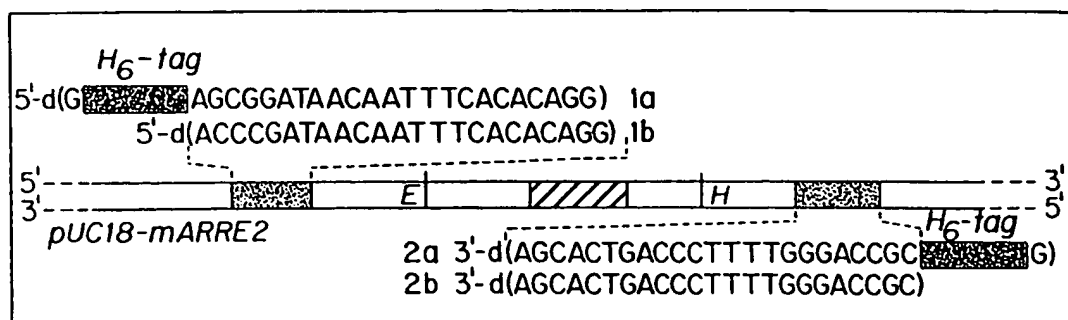 H6-tag
5'-d(G AGCGGATAACAATTTCACACAGG) 1a
5'-d(ACCCGATAACAATTTCACACAGG) 1b
5' E H 3'
3' 5'
pUC18-mARRE2 H6-tag
2a 3'-d'(AGCACTGACCCTTTTGGGACCGC G)
2b 3'-d(AGCACTGACCCTTTTGGGACCGC)